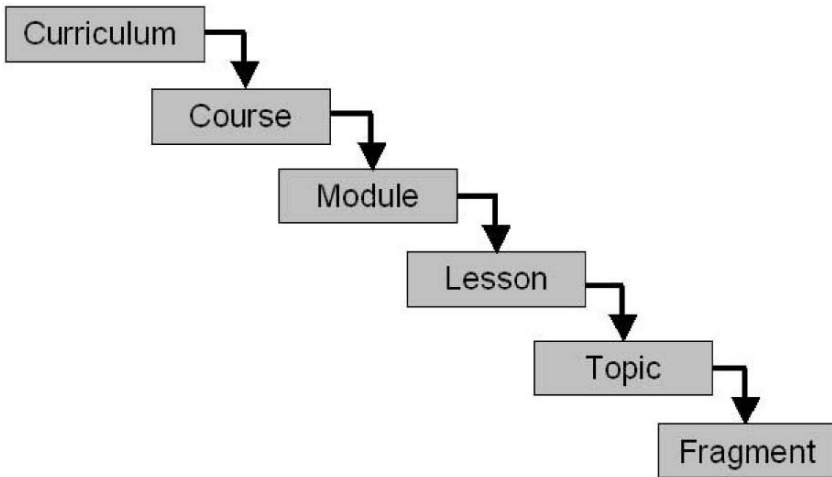 Curriculum
Course
Module
Lesson
Topic
Fragment